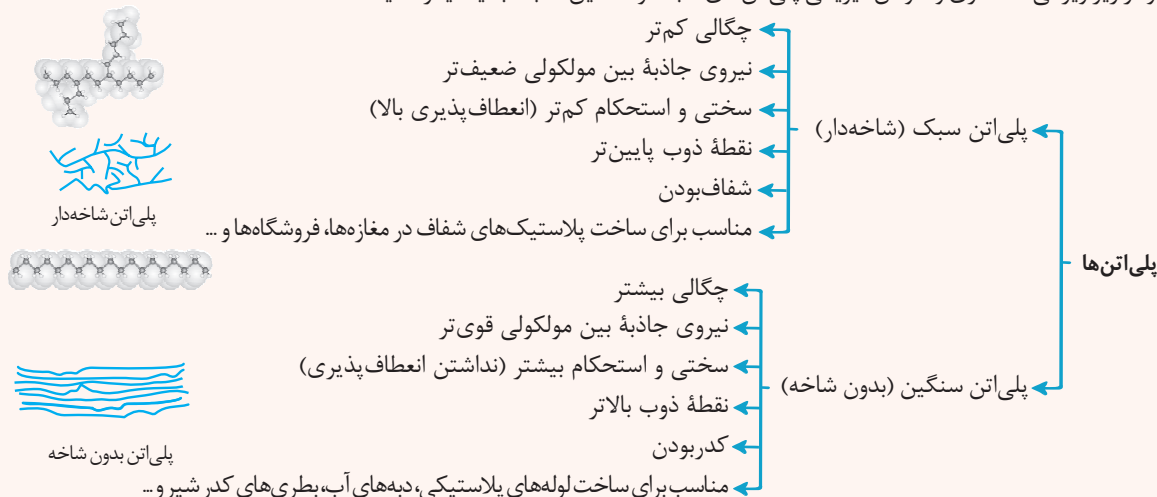 چگالی کم‌تر
نیروی جاذبهٔ بین مولکولی ضعیف‌تر
سختی و استحکام کم‌تر (انعطاف‌پذیری بالا)
پلی‌اتن سبک (شاخه‌دار)
نقطهٔ ذوب پایین‌تر
شفاف‌بودن
پلی‌اتن شاخه‌دار
مناسب برای ساخت پلاستیک‌های شفاف در مغازه‌ها، فروشگاه‌ها و ...
پلی‌اتن‌ها
چگالی بیشتر
نیروی جاذبهٔ بین مولکولی قوی‌تر
سختی و استحکام بیشتر (نداشتن انعطاف‌پذیری)
پلی‌اتن سنگین (بدون شاخه)
نقطهٔ ذوب بالاتر
کدربودن
پلی‌اتن بدون شاخه
مناسب برای ساخت لوله‌های پلاستیکی، دبه‌های آب، بطری‌های کدر شیر و ...